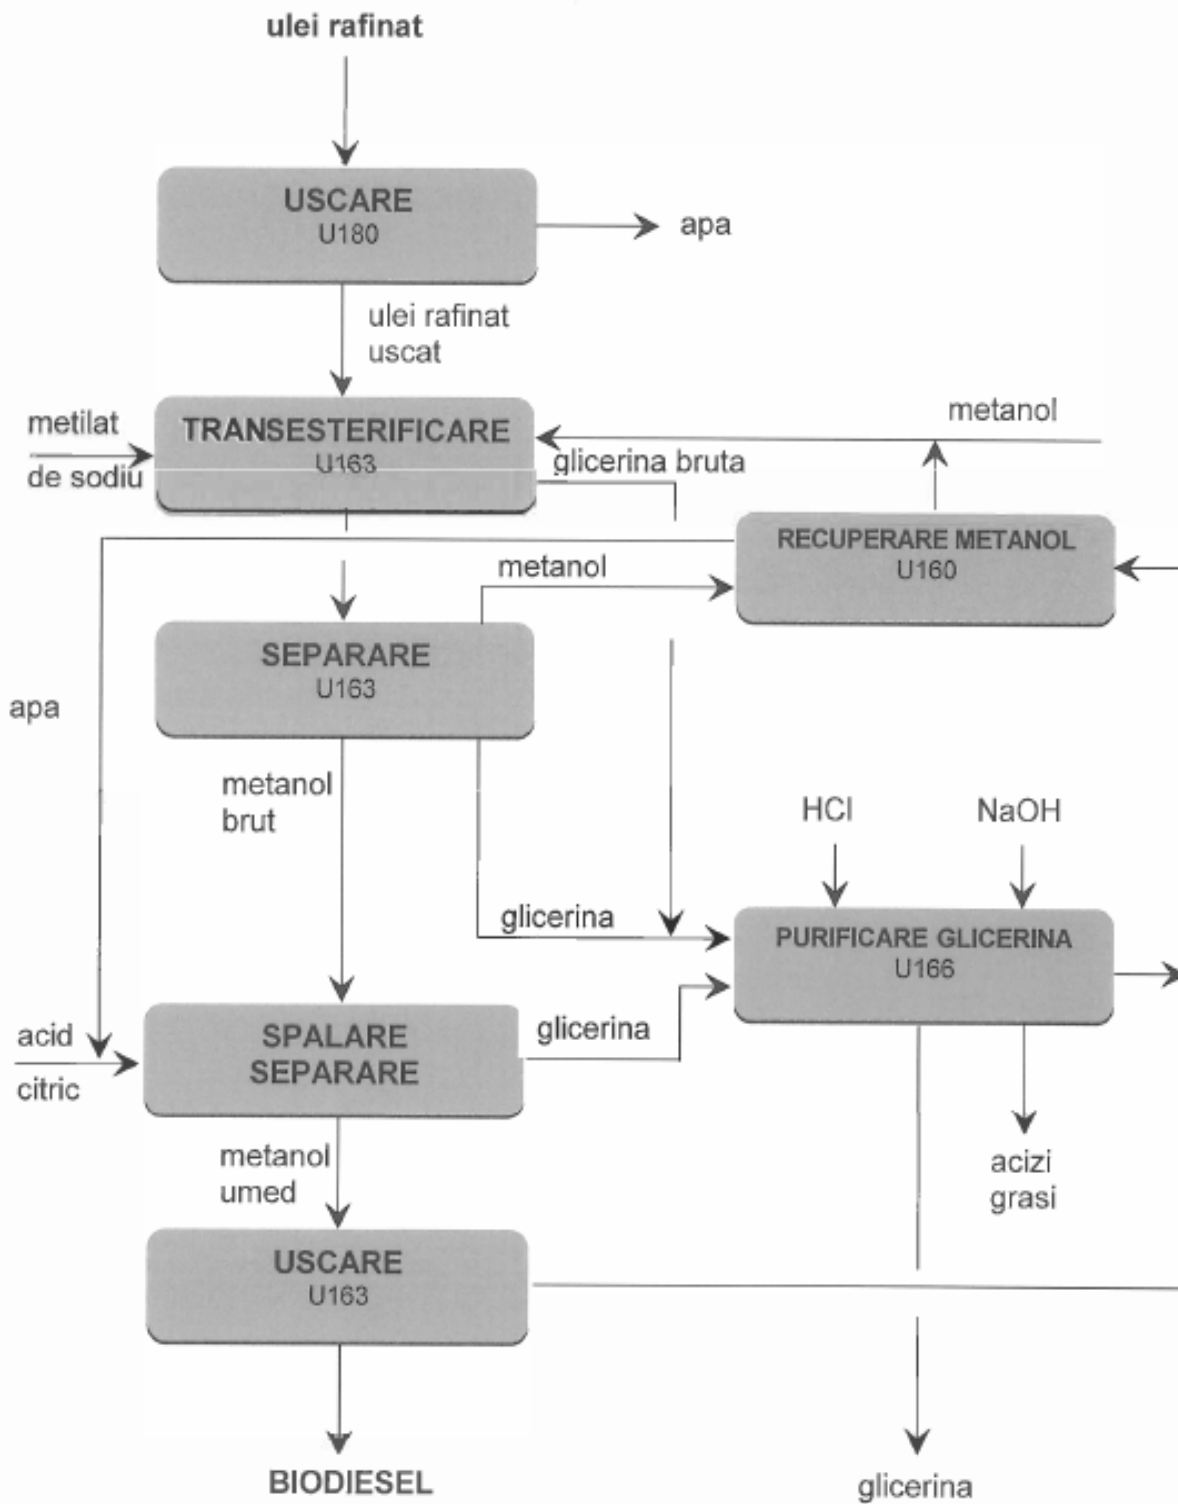 ulei rafinat
USCARE
U180
apa
ulei rafinat
uscat
metilat
de sodiu
TRANSESTERIFICARE
U163
metanol
glicerina bruta
RECUPERARE METANOL
U160
metanol
SEPARARE
U163
apa
metanol
brut
HCl
NaOH
glicerina
PURIFICARE GLICERINA
U166
acid
citric
SPALARE
SEPARARE
glicerina
metanol
umed
acizi
grasi
USCARE
U163
BIODIESEL
glicerina